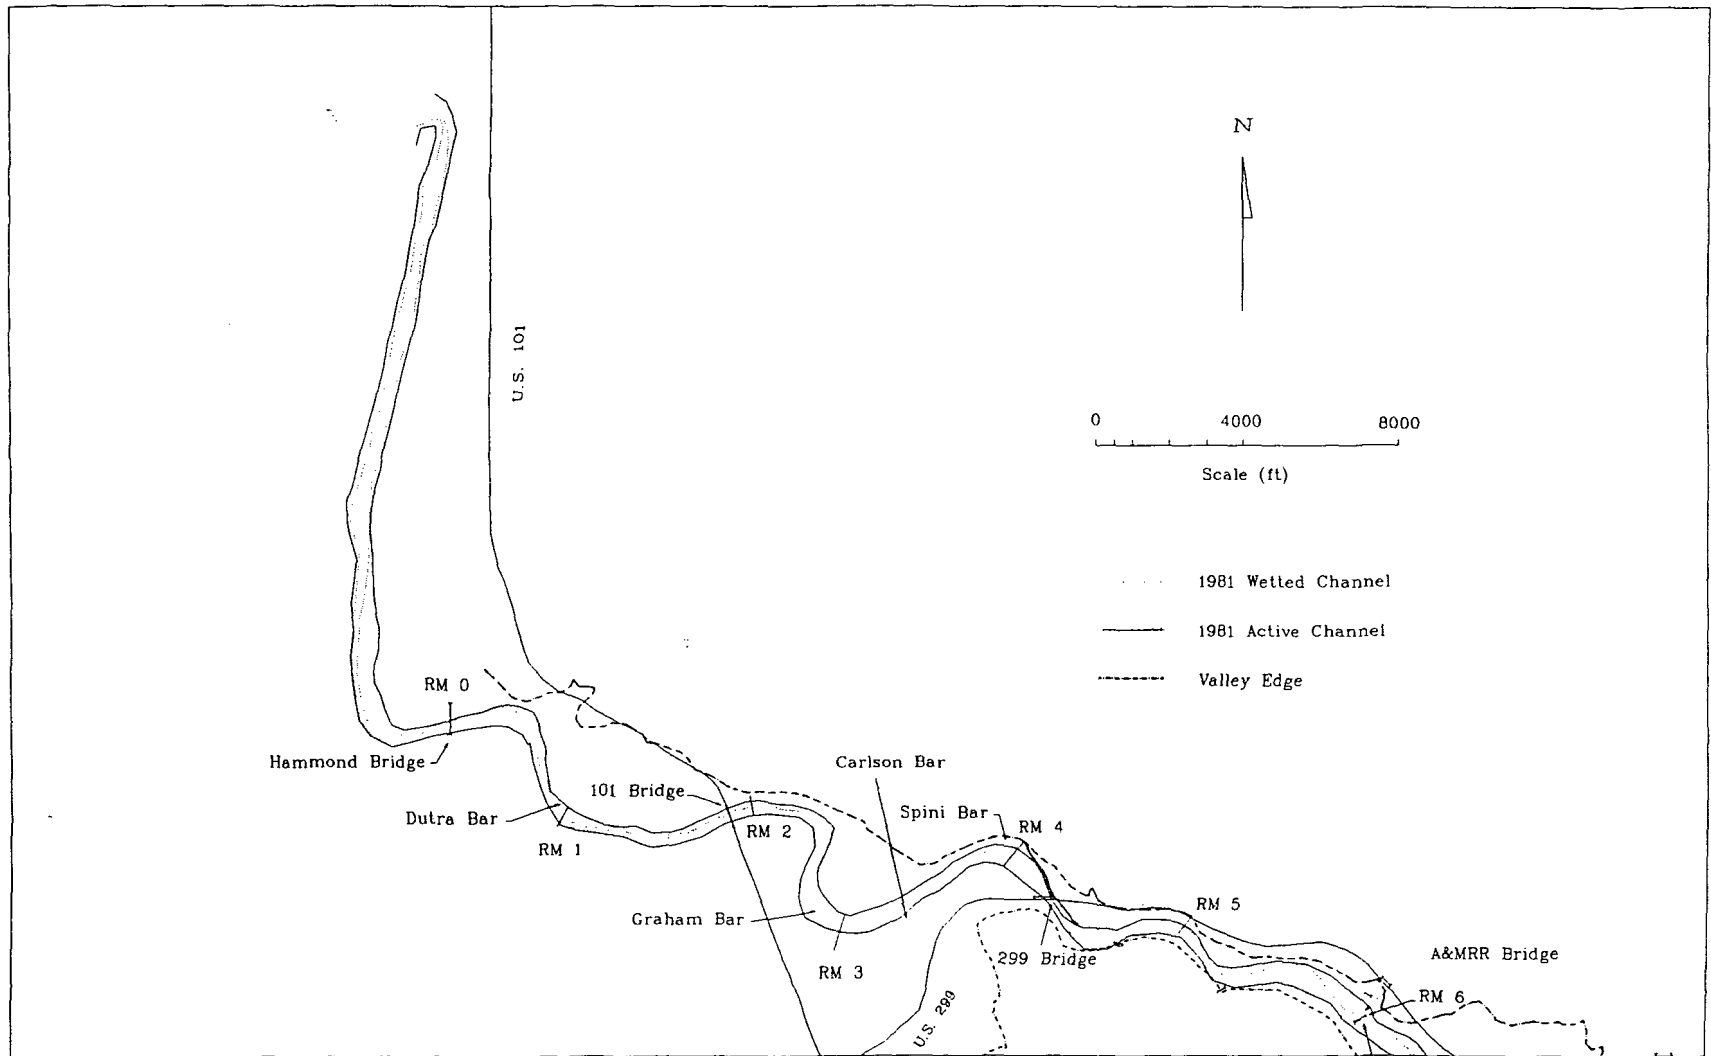 N
U.S. 101
0 4000 8000
Scale (ft)
1981 Wetted Channel
1981 Active Channel
Valley Edge
RM 0
Hammond Bridge
Carlson Bar
101 Bridge
Dutra Bar
Spini Bar
RM 4
RM 2
RM 1
RM 5
Graham Bar
299 Bridge
A&MRR Bridge
RM 3
RM 6
U.S. 299